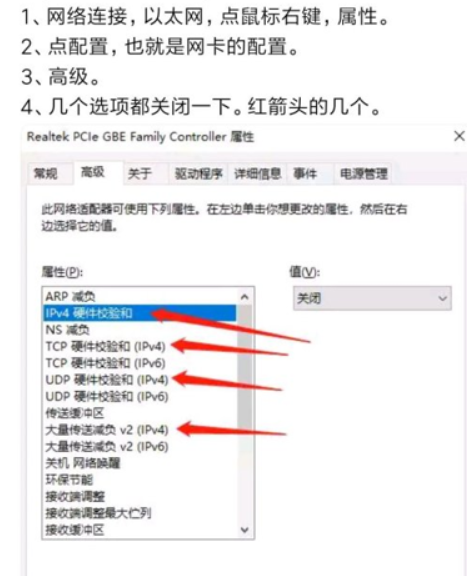 1、网络连接，以太网，点鼠标右键，属性。
2、点配置，也就是网卡的配置。
3、高级。
4、几个选项都关闭一下。红箭头的几个。
Realtek PCIe GBE Family Controller 属性
常规 高级 关于 驱动程序 详细信息 事件 电源管理
此网络适配器可使用下列属性。在左边单击你想更改的属性，然后在右
边选择它的值。
属性(P): 值(V):
ARP 减负 关闭
IPv4 硬件校验和
NS 减负
TCP 硬件校验和 (IPv4)
TCP 硬件校验和 (IPv6)
UDP 硬件校验和 (IPv4)
UDP 硬件校验和 (IPv6)
传送缓冲区
大量传送减负 v2 (IPv4)
大量传送减负 v2 (IPv6)
关机 网络唤醒
环保节能
接收端调整
接收端调整最大伫列
接收缓冲区